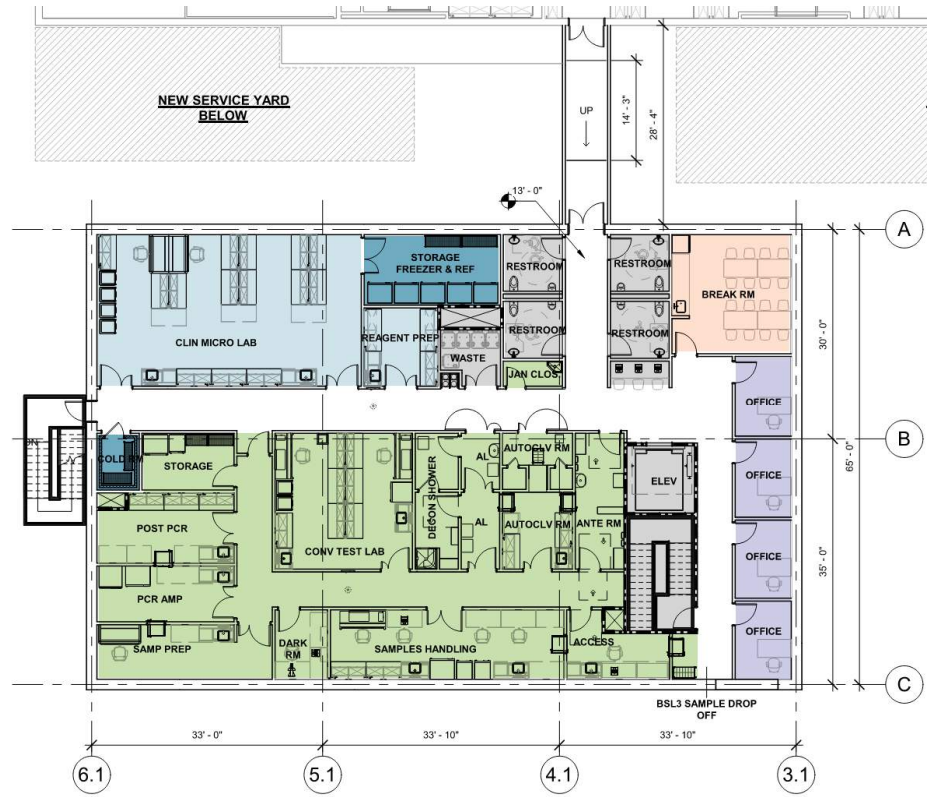 NEW SERVICE YARD
BELOW
UP
14' - 3"
28' - 4"
13' - 0"
A
RESTROOM
RESTROOM
STORAGE
FREEZER & REF
BREAK RM
CLIN MICRO LAB
REAGENT PREP
RESTROOM
RESTROOM
WASTE
JAN CLOS
30' - 0"
OFFICE
B
65' - 0"
DN
COLD RM
STORAGE
DECON SHOWER
AL
AUTOCLV RM
ELEV
OFFICE
POST PCR
CONV TEST LAB
AL
AUTOCLV RM
ANTE RM
OFFICE
35' - 0"
PCR AMP
SAMP PREP
DARK
RM
SAMPLES HANDLING
ACCESS
OFFICE
C
BSL3 SAMPLE DROP
OFF
33' - 0"
33' - 10"
33' - 10"
6.1
5.1
4.1
3.1